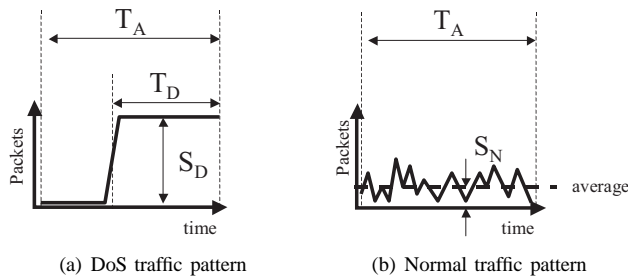 T_A
T_D
S_D
Packets
time
(a) DoS traffic pattern
T_A
S_N
Packets
average
time
(b) Normal traffic pattern